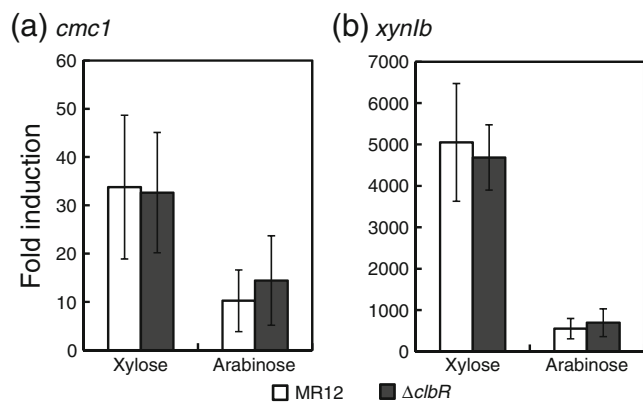 (a) cmc1
Fold induction
60
50
40
30
20
10
0
Xylose Arabinose
(b) xynIb
7000
6000
5000
4000
3000
2000
1000
0
Xylose Arabinose
MR12 ΔclbR